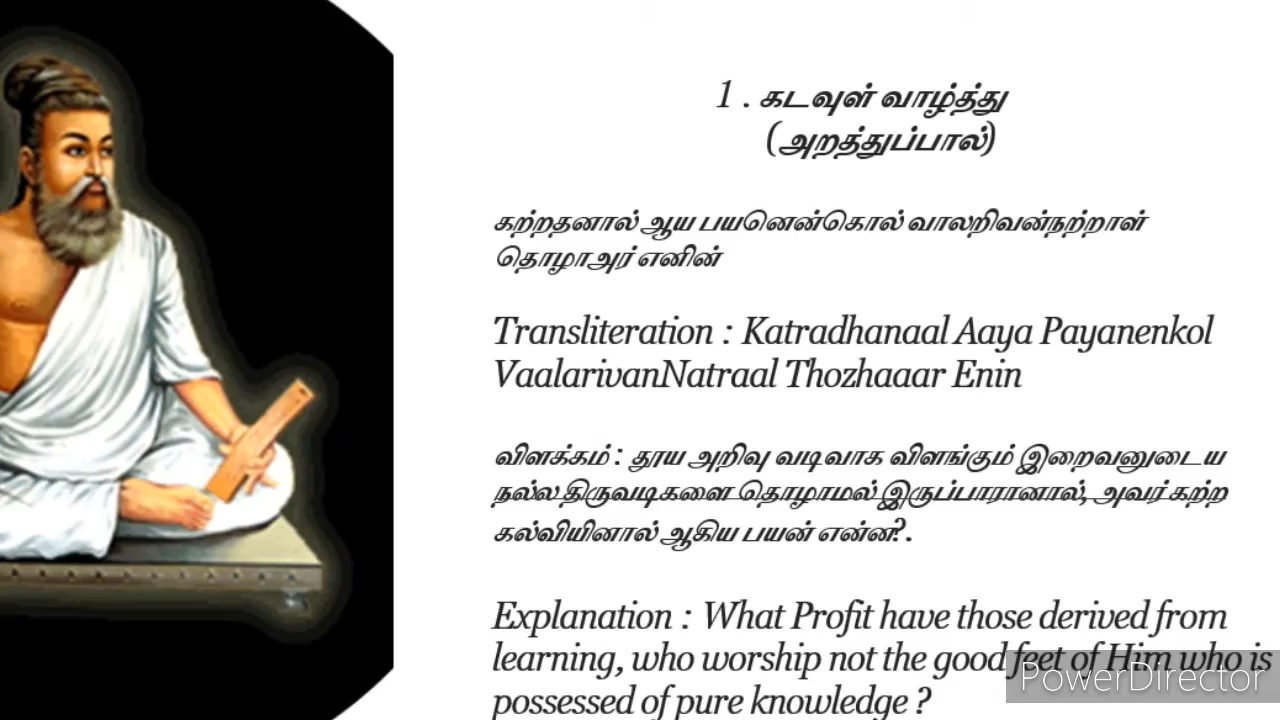 1 . கடவுள் வாழ்த்து
(அறத்துப்பால்)
கற்றதனால் ஆய பயனென்கொல் வாலறிவன்நற்றாள்
தொழாஅர் எனின்
Transliteration : Katradhanaal Aaya Payanenkol
VaalarivanNatraal Thozhaaar Enin
விளக்கம் : தூய அறிவு வடிவாக விளங்கும் இறைவனுடைய
நல்ல திருவடிகளை தொழாமல் இருப்பாரானால், அவர் கற்ற
கல்வியினால் ஆகிய பயன் என்ன?.
Explanation : What Profit have those derived from
learning, who worship not the good feet of Him who is
possessed of pure knowledge ?
PowerDirector